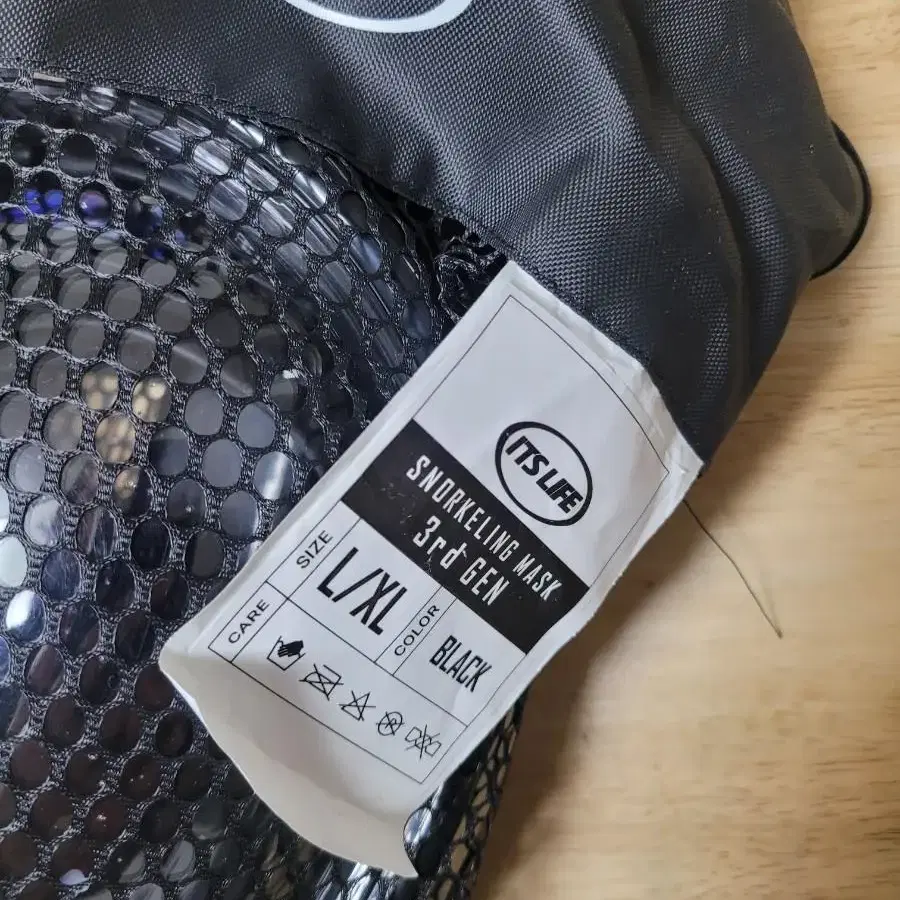 ITS LIFE
SNORKELING MASK
3rd GEN
SIZE
L/XL
COLOR
BLACK
CARE